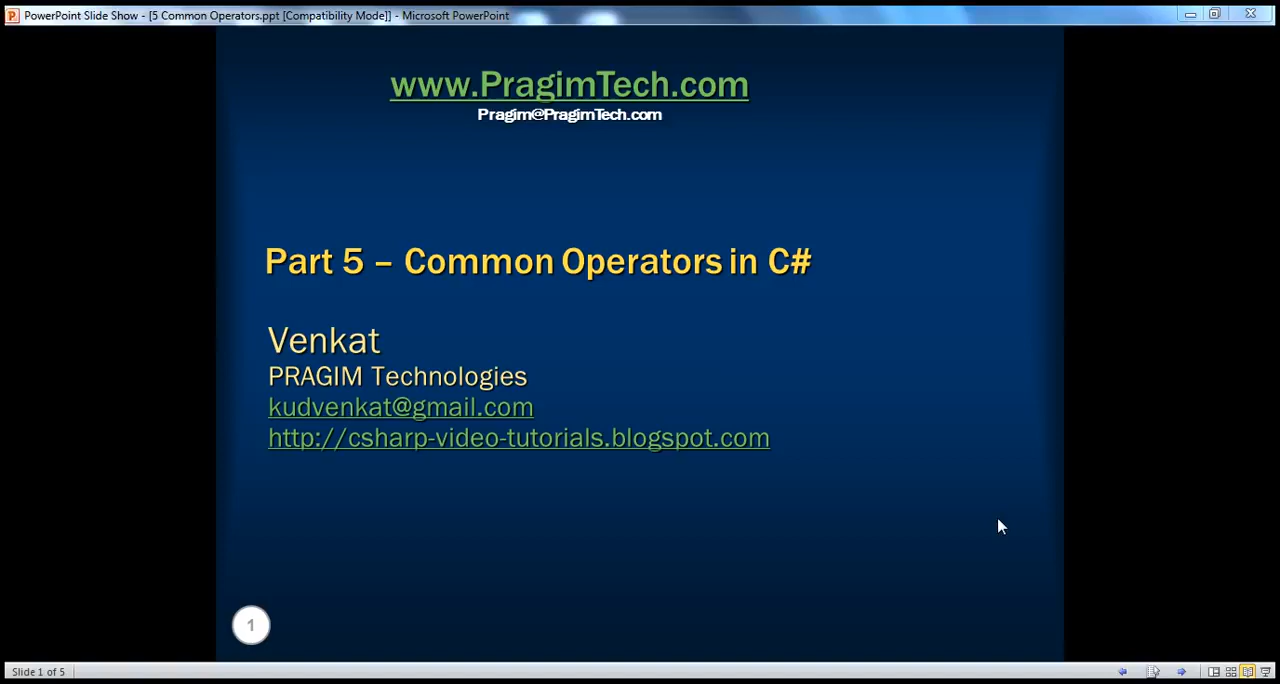 PowerPoint Slide Show - [5 Common Operators.ppt [Compatibility Mode]] - Microsoft PowerPoint
www.PragimTech.com
Pragim@PragimTech.com
Part 5 – Common Operators in C#
Venkat
PRAGIM Technologies
kudvenkat@gmail.com
http://csharp-video-tutorials.blogspot.com
1
Slide 1 of 5